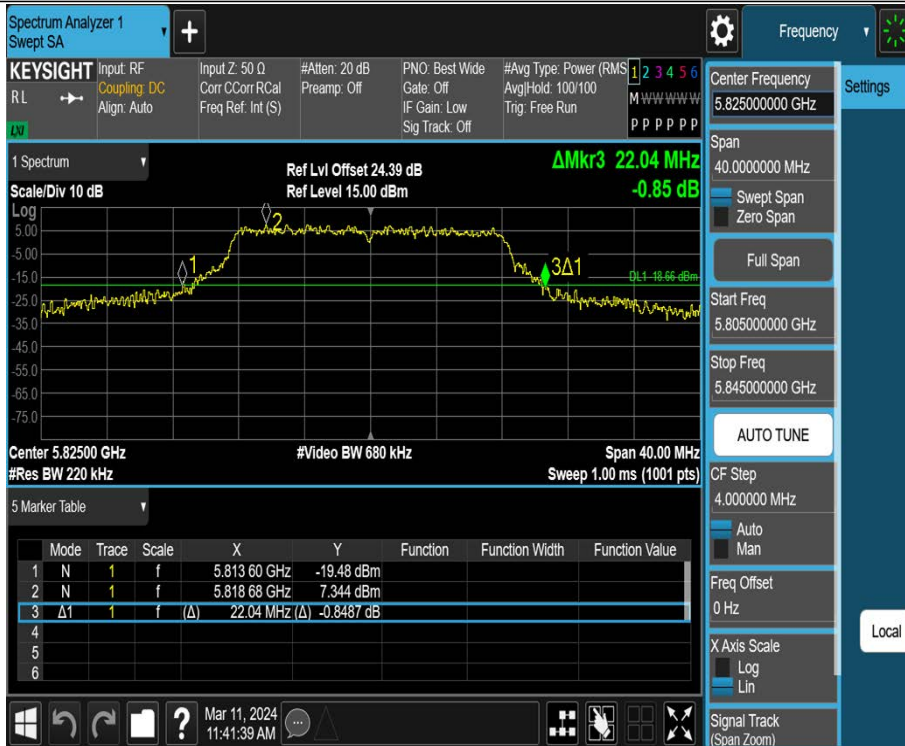 Spectrum Analyzer 1
Swept SA
+
Frequency
KEYSIGHT
RL
LXI
Input: RF
Coupling: DC
Align: Auto
Input Z: 50 Ω
Corr CCorr RCal
Freq Ref: Int (S)
#Atten: 20 dB
Preamp: Off
PNO: Best Wide
Gate: Off
IF Gain: Low
Sig Track: Off
#Avg Type: Power (RMS
Avg|Hold: 100/100
Trig: Free Run
1 2 3 4 5 6
M W W W W W
P P P P P P
1 Spectrum
Scale/Div 10 dB
Ref Lvl Offset 24.39 dB
Ref Level 15.00 dBm
ΔMkr3 22.04 MHz
-0.85 dB
Log
5.00
-5.00
-15.0
-25.0
-35.0
-45.0
-55.0
-65.0
-75.0
1
2
3Δ1
DL1 -18.66 dBm
Center 5.82500 GHz
#Video BW 680 kHz
Span 40.00 MHz
#Res BW 220 kHz
Sweep 1.00 ms (1001 pts)
5 Marker Table
Mode Trace Scale X Y Function Function Width Function Value
1 N 1 f 5.813 60 GHz -19.48 dBm
2 N 1 f 5.818 68 GHz 7.344 dBm
3 Δ1 1 f (Δ) 22.04 MHz (Δ) -0.8487 dB
4
5
6
?
Mar 11, 2024
11:41:39 AM
Center Frequency
5.825000000 GHz
Span
40.0000000 MHz
Swept Span
Zero Span
Full Span
Start Freq
5.805000000 GHz
Stop Freq
5.845000000 GHz
AUTO TUNE
CF Step
4.000000 MHz
Auto
Man
Freq Offset
0 Hz
X Axis Scale
Log
Lin
Signal Track
(Span Zoom)
Settings
Local